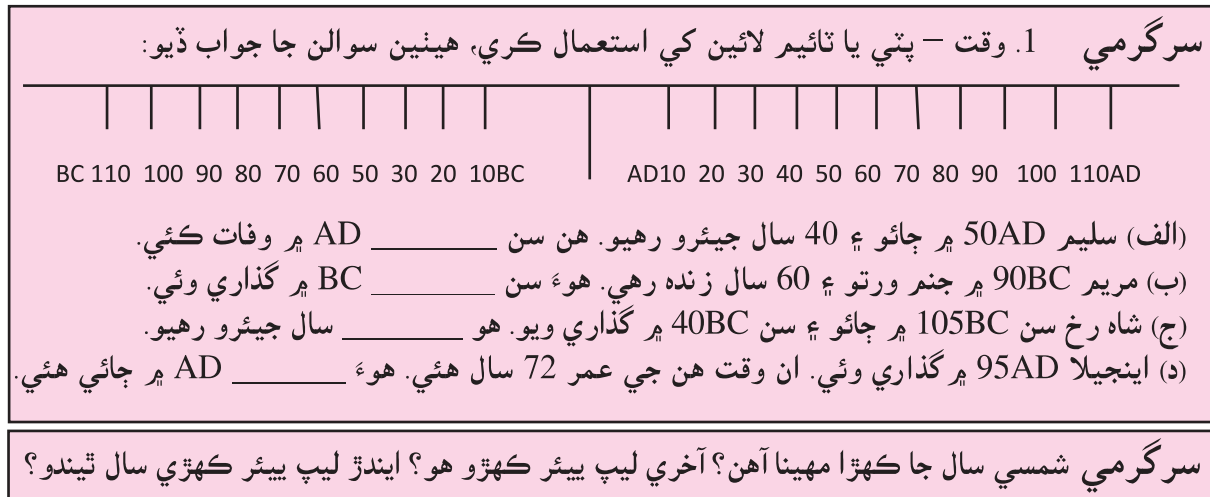 سرگرمي 1. وقت – پٽي يا ٽائيم لائين کي استعمال ڪري، هيٺين سوالن جا جواب ڏيو:
BC 110 100 90 80 70 60 50 30 20 10BC AD10 20 30 40 50 60 70 80 90 100 110AD
(الف) سليم 50AD ۾ ڄائو ۽ 40 سال جيئرو رهيو. هن سن ________ AD ۾ وفات ڪئي.
(ب) مريم 90BC ۾ جنم ورتو ۽ 60 سال زنده رهي. هوءَ سن ________ BC ۾ گذاري وئي.
(ج) شاه رخ سن 105BC ۾ ڄائو ۽ سن 40BC ۾ گذاري ويو. هو ________ سال جيئرو رهيو.
(د) اينجيلا 95AD ۾ گذاري وئي. ان وقت هن جي عمر 72 سال هئي. هوءَ ________ AD ۾ ڄائي هئي.
سرگرمي شمسي سال جا ڪهڙا مهينا آهن؟ آخري ليپ ييئر ڪهڙو هو؟ ايندڙ ليپ ييئر ڪهڙي سال ٿيندو؟